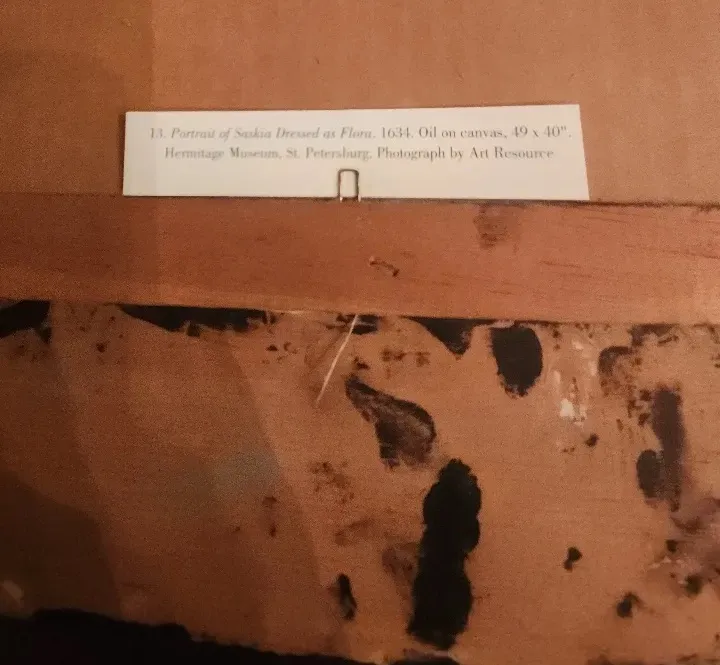 13. Portrait of Saskia Dressed as Flora. 1634. Oil on canvas, 49 x 40".
Hermitage Museum, St. Petersburg. Photograph by Art Resource